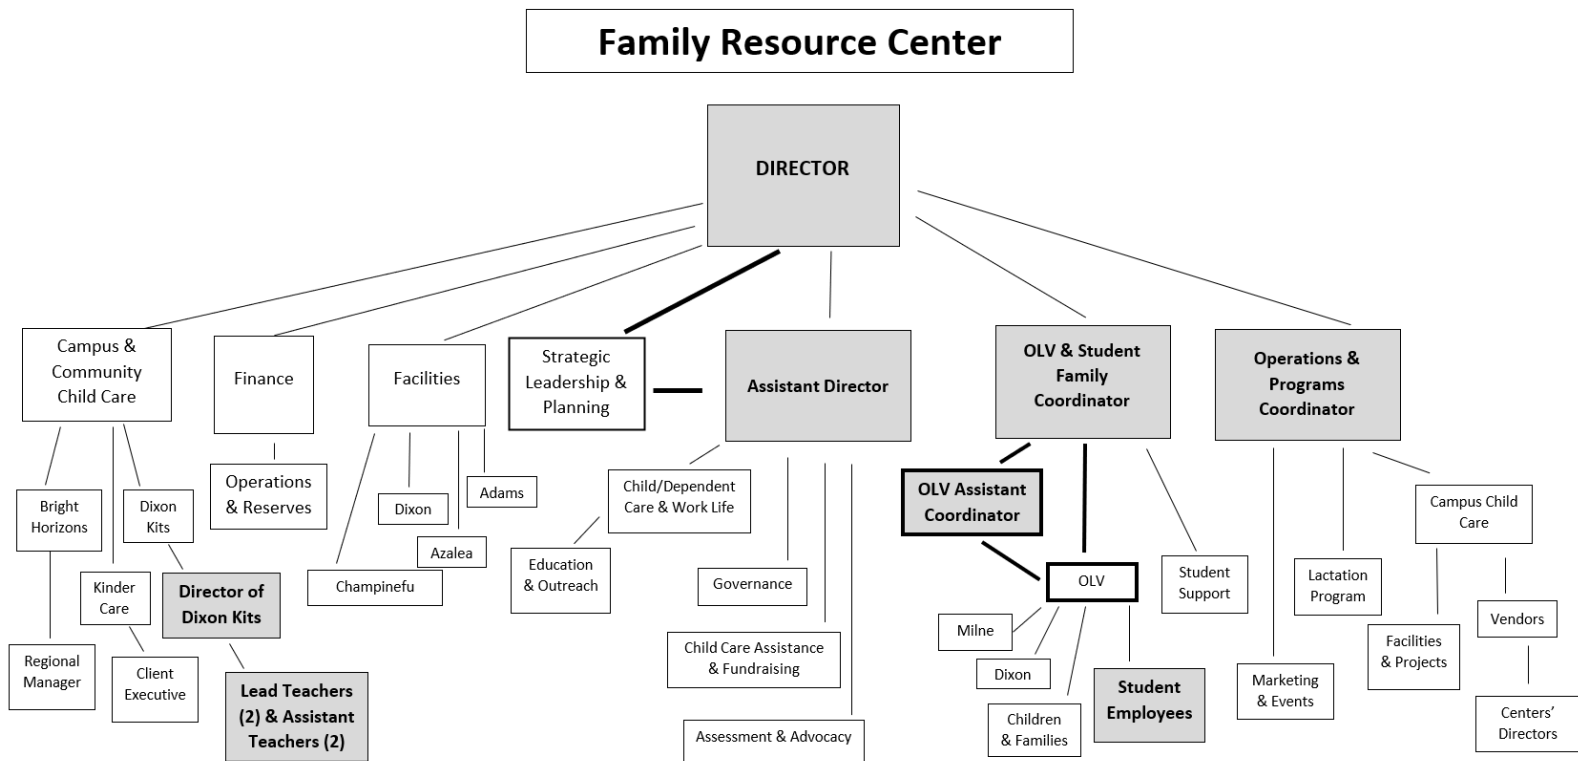 Family Resource Center
DIRECTOR
Campus &
Community
Child Care
Finance
Facilities
Strategic
Leadership &
Planning
Assistant Director
OLV & Student
Family
Coordinator
Operations &
Programs
Coordinator
Bright
Horizons
Dixon
Kits
Operations
& Reserves
Dixon
Adams
Azalea
Champinefu
Child/Dependent
Care & Work Life
Education
& Outreach
Governance
OLV Assistant
Coordinator
OLV
Student
Support
Campus Child
Care
Lactation
Program
Kinder
Care
Director of
Dixon Kits
Regional
Manager
Client
Executive
Lead Teachers
(2) & Assistant
Teachers (2)
Child Care Assistance
& Fundraising
Assessment & Advocacy
Milne
Dixon
Children
& Families
Student
Employees
Marketing
& Events
Facilities
& Projects
Vendors
Centers’
Directors